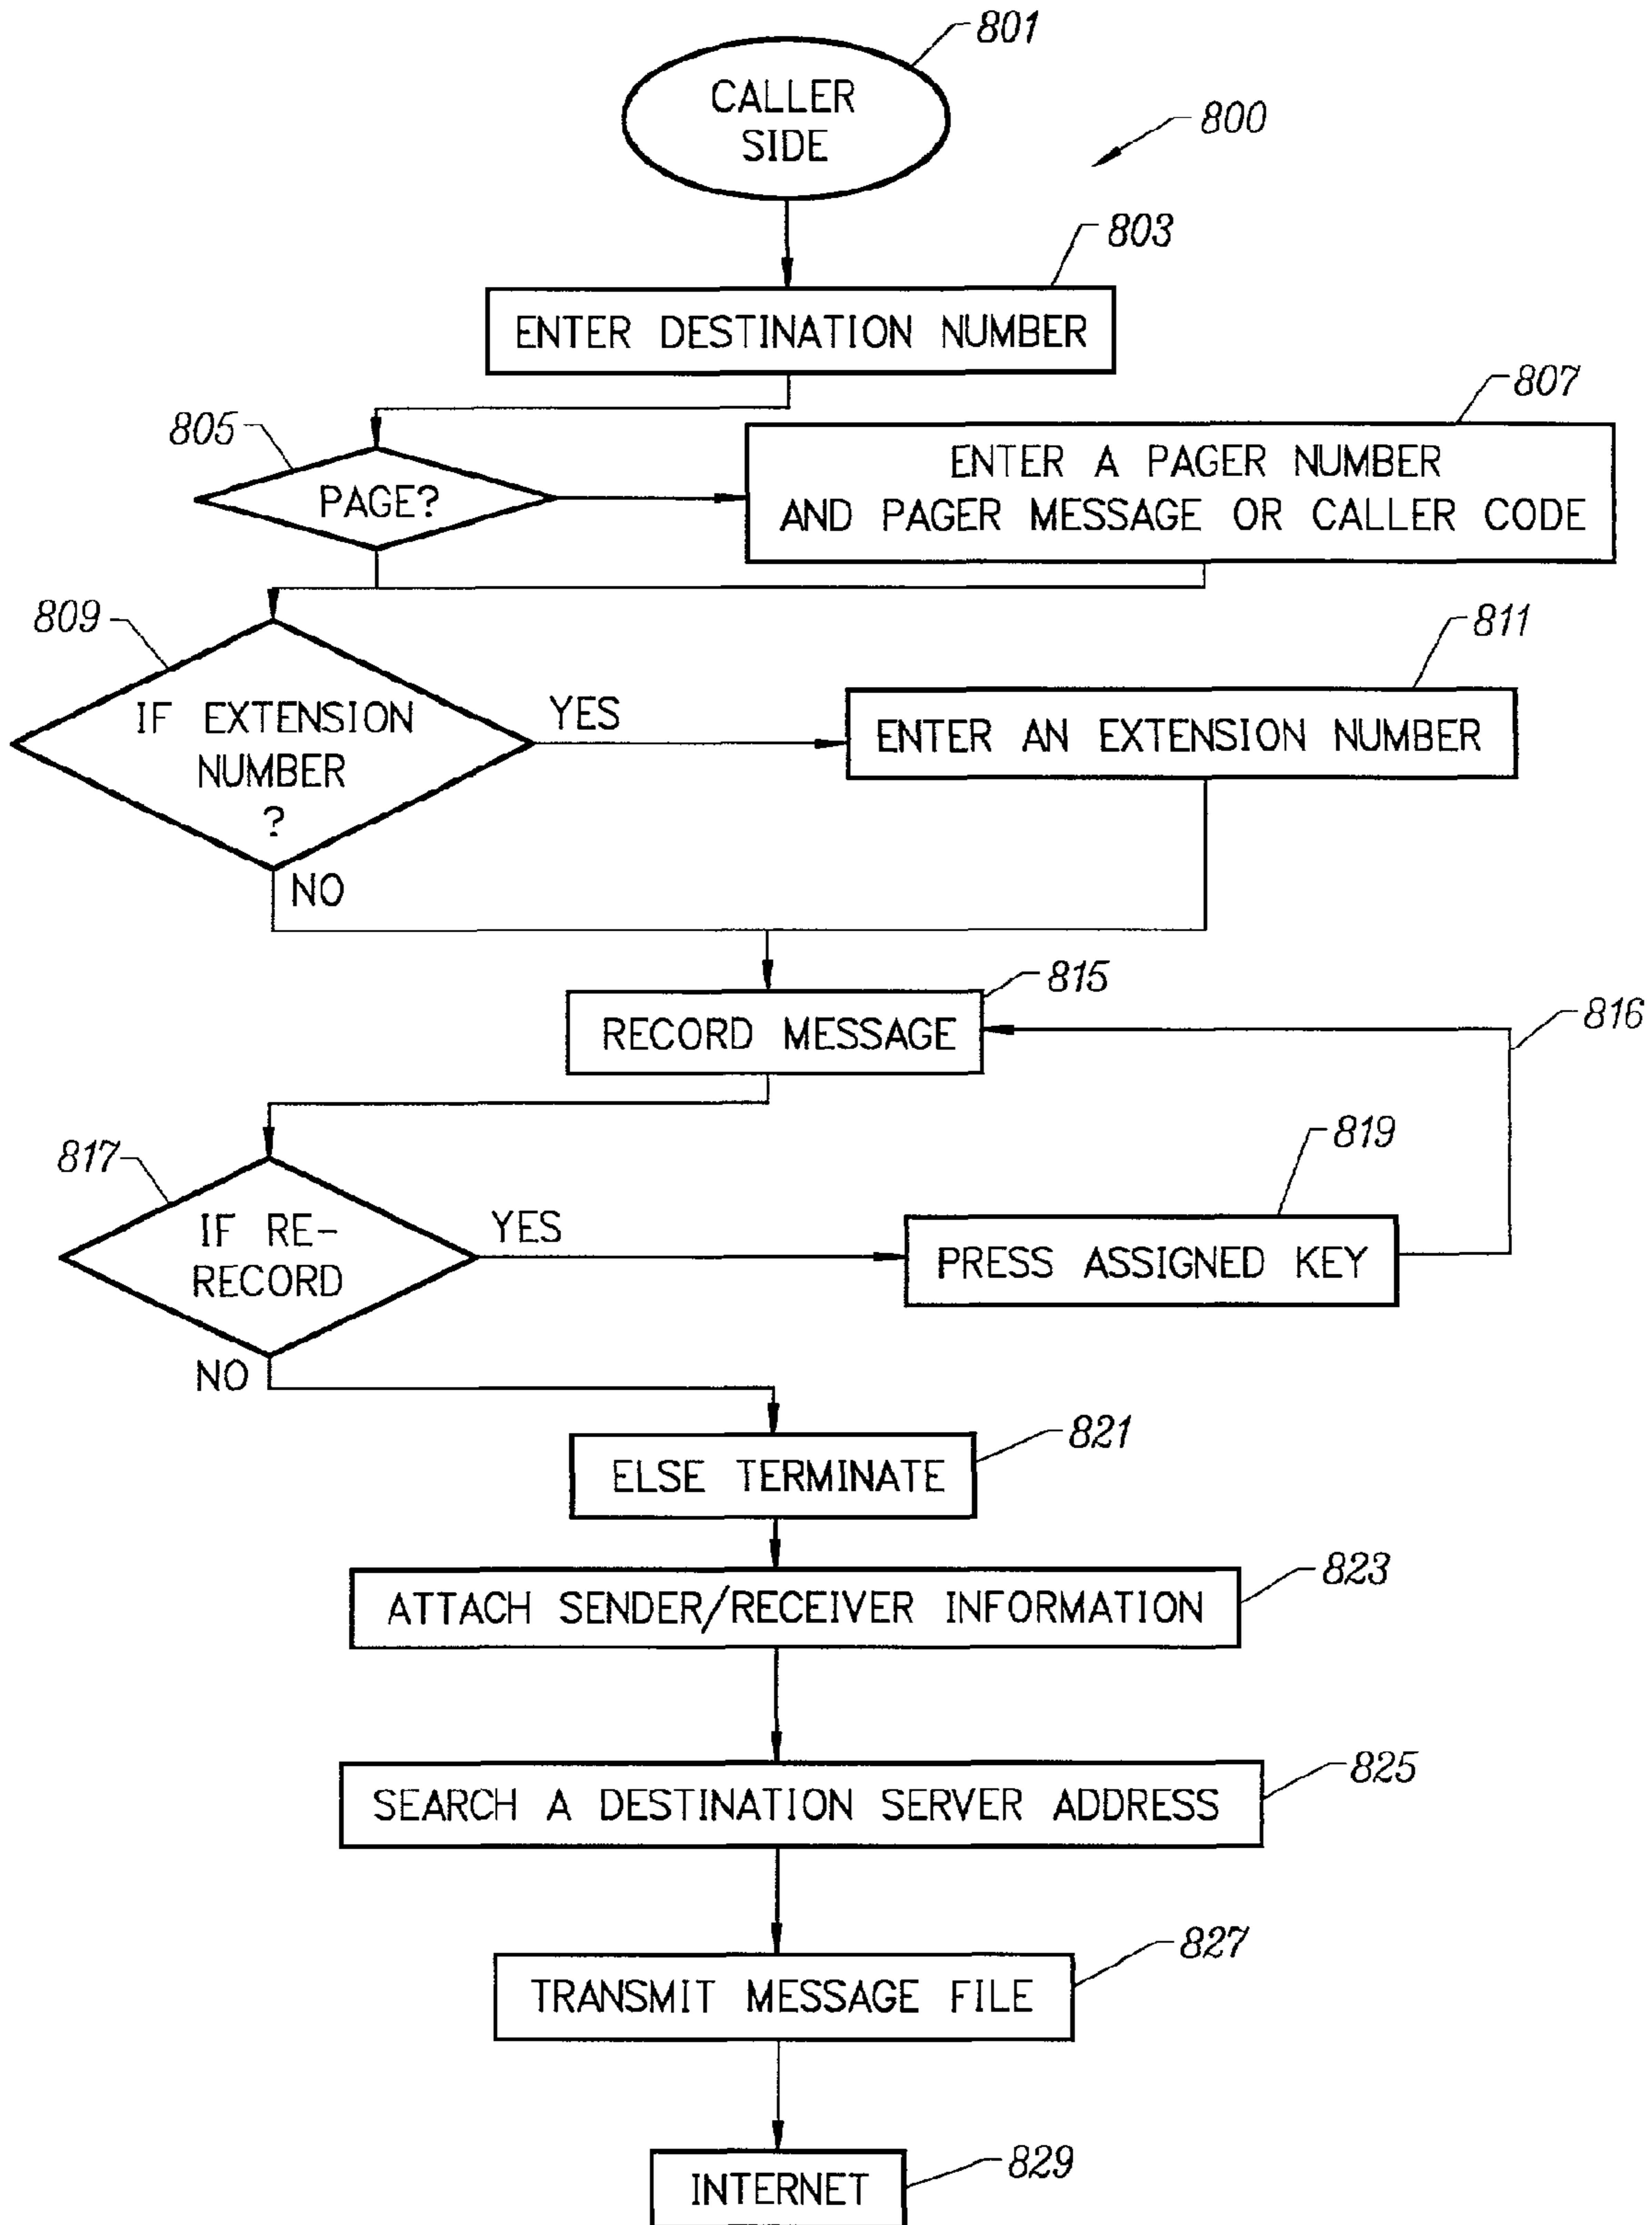 801
CALLER
SIDE
800
803
ENTER DESTINATION NUMBER
805
PAGE?
807
ENTER A PAGER NUMBER
AND PAGER MESSAGE OR CALLER CODE
809
IF EXTENSION
NUMBER
?
YES
811
ENTER AN EXTENSION NUMBER
NO
815
RECORD MESSAGE
816
817
IF RE-
RECORD
YES
819
PRESS ASSIGNED KEY
NO
821
ELSE TERMINATE
823
ATTACH SENDER/RECEIVER INFORMATION
825
SEARCH A DESTINATION SERVER ADDRESS
827
TRANSMIT MESSAGE FILE
829
INTERNET